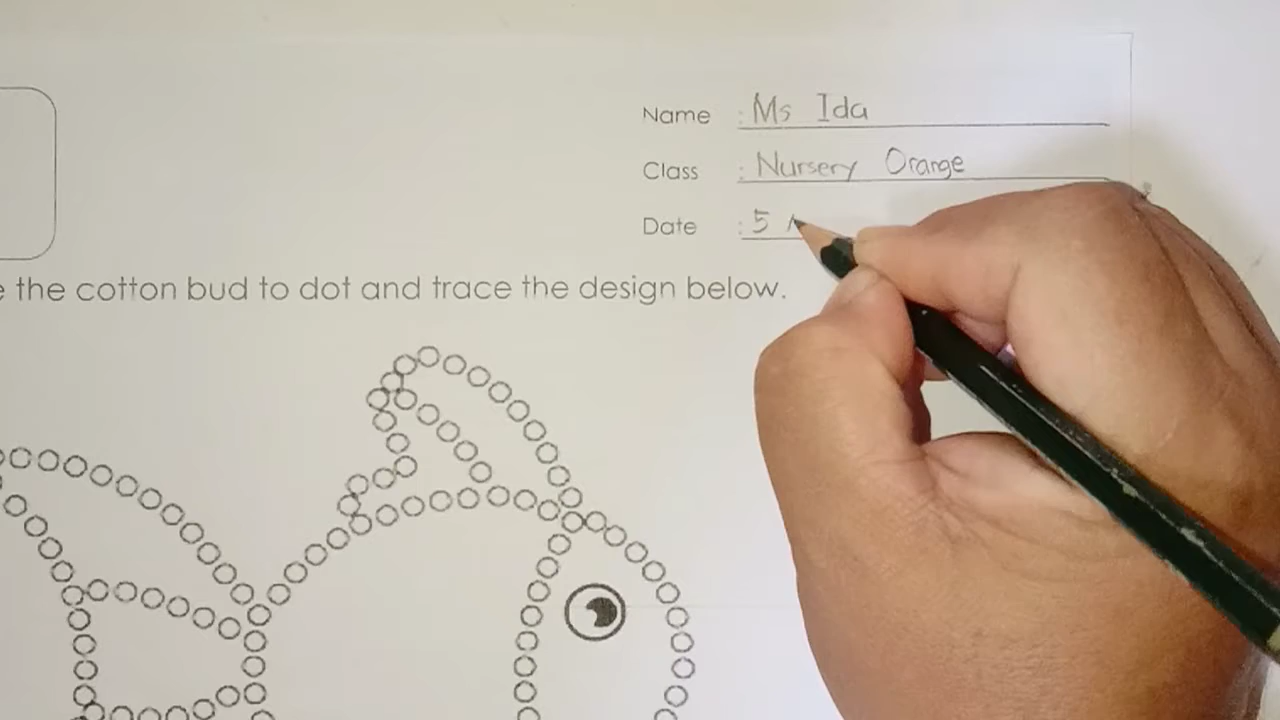 Name : Ms Ida
Class : Nursery Orange
Date : 5
the cotton bud to dot and trace the design below.